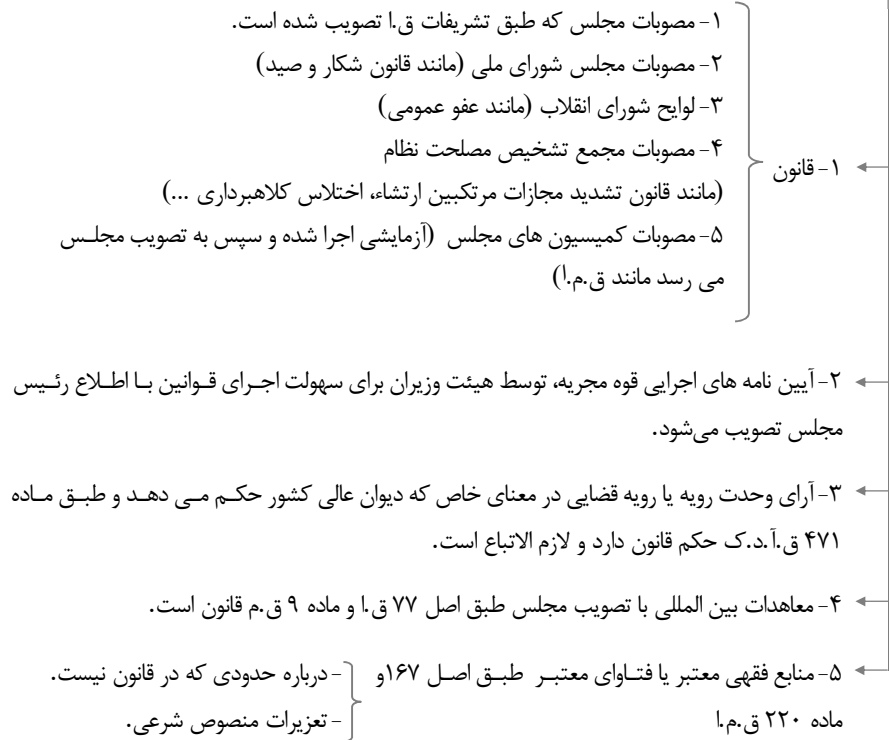 ۱- مصوبات مجلس که طبق تشریفات ق.ا تصویب شده است.
۲- مصوبات مجلس شورای ملی (مانند قانون شکار و صید)
۳- لوایح شورای انقلاب (مانند عفو عمومی)
۴- مصوبات مجمع تشخیص مصلحت نظام
۱- قانون
(مانند قانون تشدید مجازات مرتکبین ارتشاء، اختلاس کلاهبرداری ...)
۵- مصوبات کمیسیون های مجلس (آزمایشی اجرا شده و سپس به تصویب مجلس
می رسد مانند ق.م.ا)
۲- آیین نامه های اجرایی قوه مجریه، توسط هیئت وزیران برای سهولت اجرای قوانین با اطلاع رئیس
مجلس تصویب می‌شود.
۳- آرای وحدت رویه یا رویه قضایی در معنای خاص که دیوان عالی کشور حکم می دهد و طبق ماده
۴۷۱ ق.آ.د.ک حکم قانون دارد و لازم الاتباع است.
۴- معاهدات بین المللی با تصویب مجلس طبق اصل ۷۷ ق.ا و ماده ۹ ق.م قانون است.
۵- منابع فقهی معتبر یا فتاوای معتبر طبق اصل ۱۶۷و
ماده ۲۲۰ ق.م.ا
- درباره حدودی که در قانون نیست.
- تعزیرات منصوص شرعی.